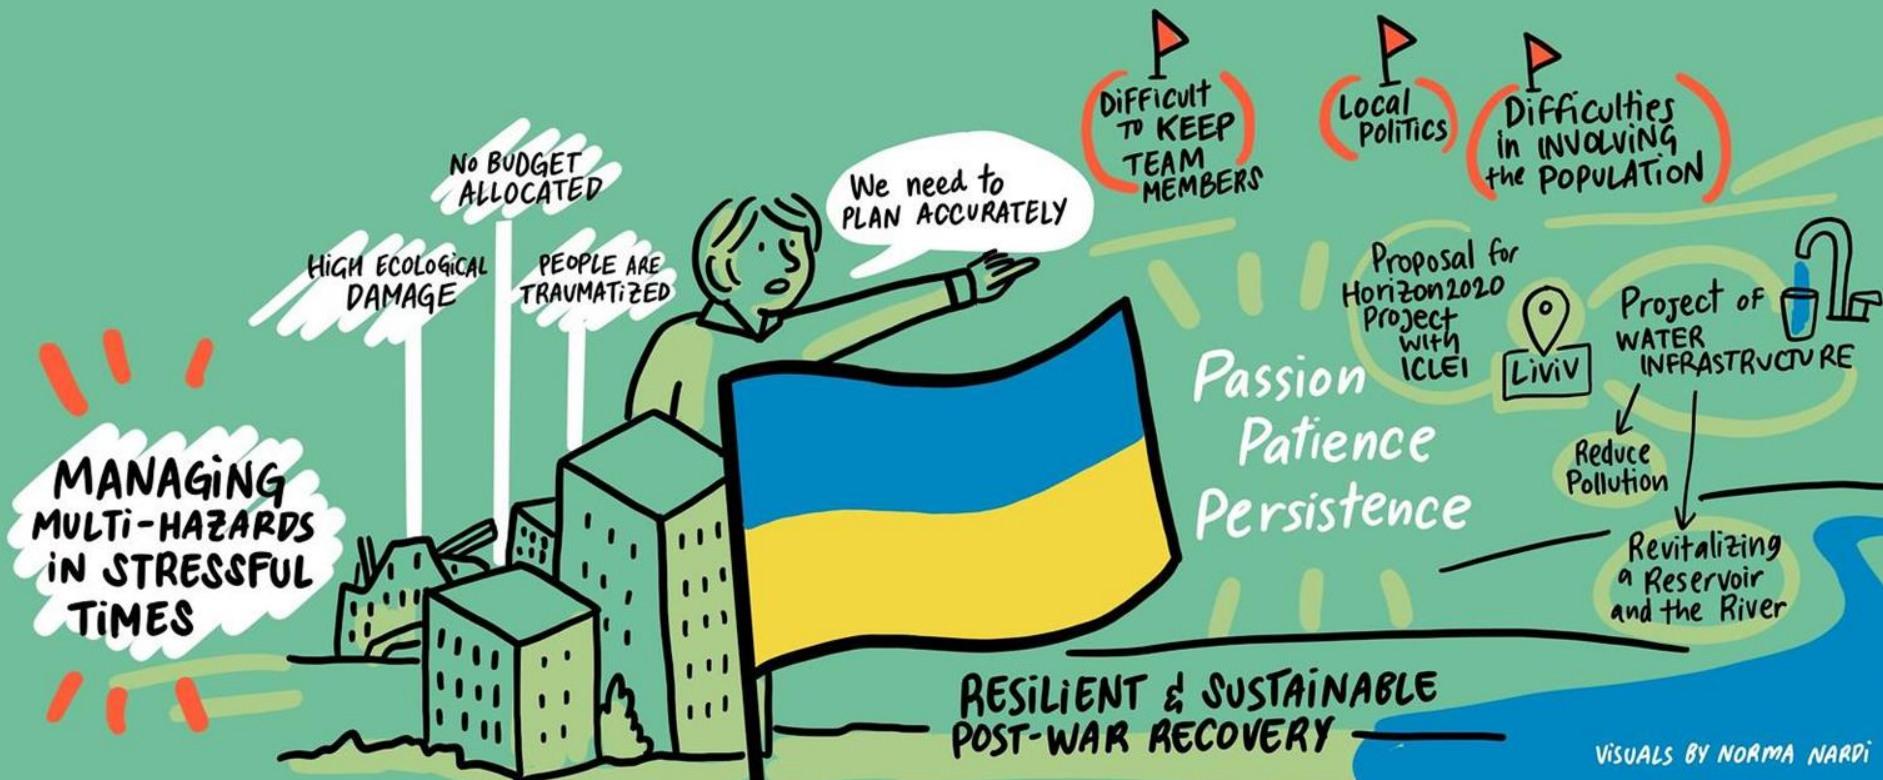 MANAGING
MULTI-HAZARDS
IN STRESSFUL
TIMES
HIGH ECOLOGICAL
DAMAGE
NO BUDGET
ALLOCATED
PEOPLE ARE
TRAUMATIZED
We need to
PLAN ACCURATELY
DIFFICULT
TO KEEP
TEAM
MEMBERS
Local
POLITICS
Difficulties
in INVOLVING
the POPULATION
Passion
Patience
Persistence
Proposal for
Horizon2020
Project
with
ICLEI
LiViV
Project of
WATER
INFRASTRUCTURE
Reduce
Pollution
Revitalizing
a Reservoir
and the River
RESILIENT & SUSTAINABLE
POST-WAR RECOVERY
VISUALS BY NORMA NARDI